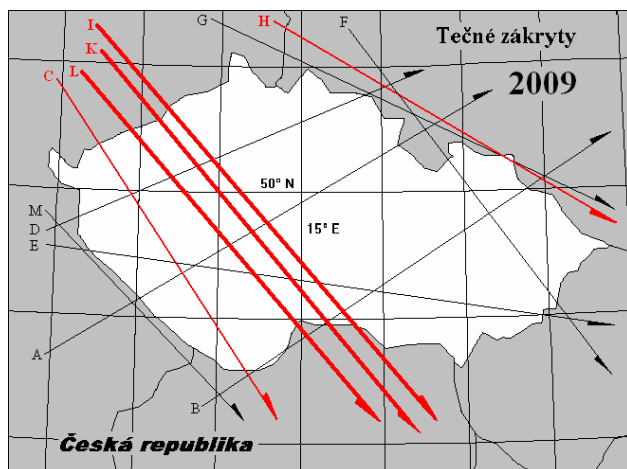 G
H
F
I
K
L
C
Tečné zákryty
2009
50° N
15° E
M
D
E
A
B
Česká republika